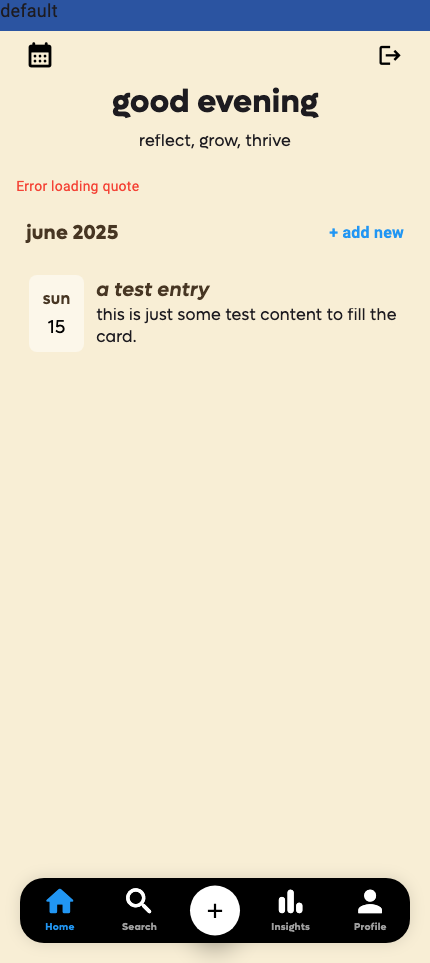 default
good evening
reflect, grow, thrive
Error loading quote
june 2025
+ add new
sun
15
a test entry
this is just some test content to fill the
card.
Home
Search
+
Insights
Profile